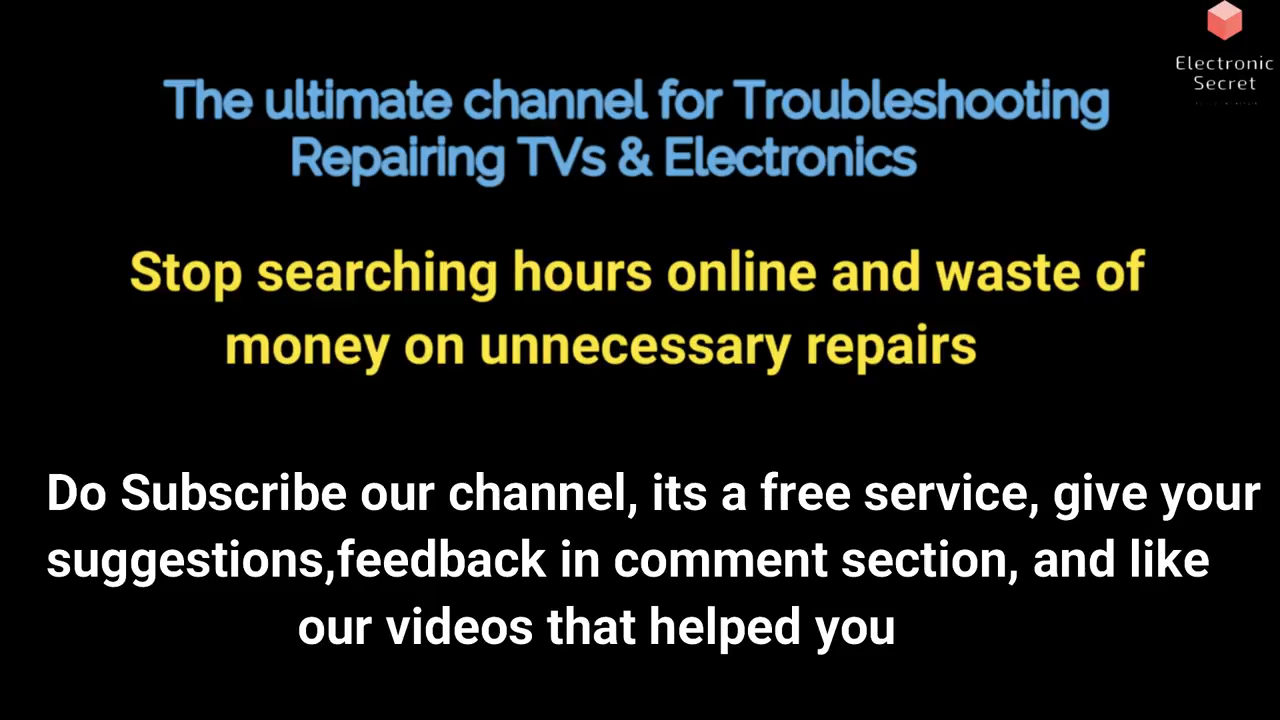 Electronic
Secret
The ultimate channel for Troubleshooting
Repairing TVs & Electronics
Stop searching hours online and waste of
money on unnecessary repairs
Do Subscribe our channel, its a free service, give your
suggestions,feedback in comment section, and like
our videos that helped you